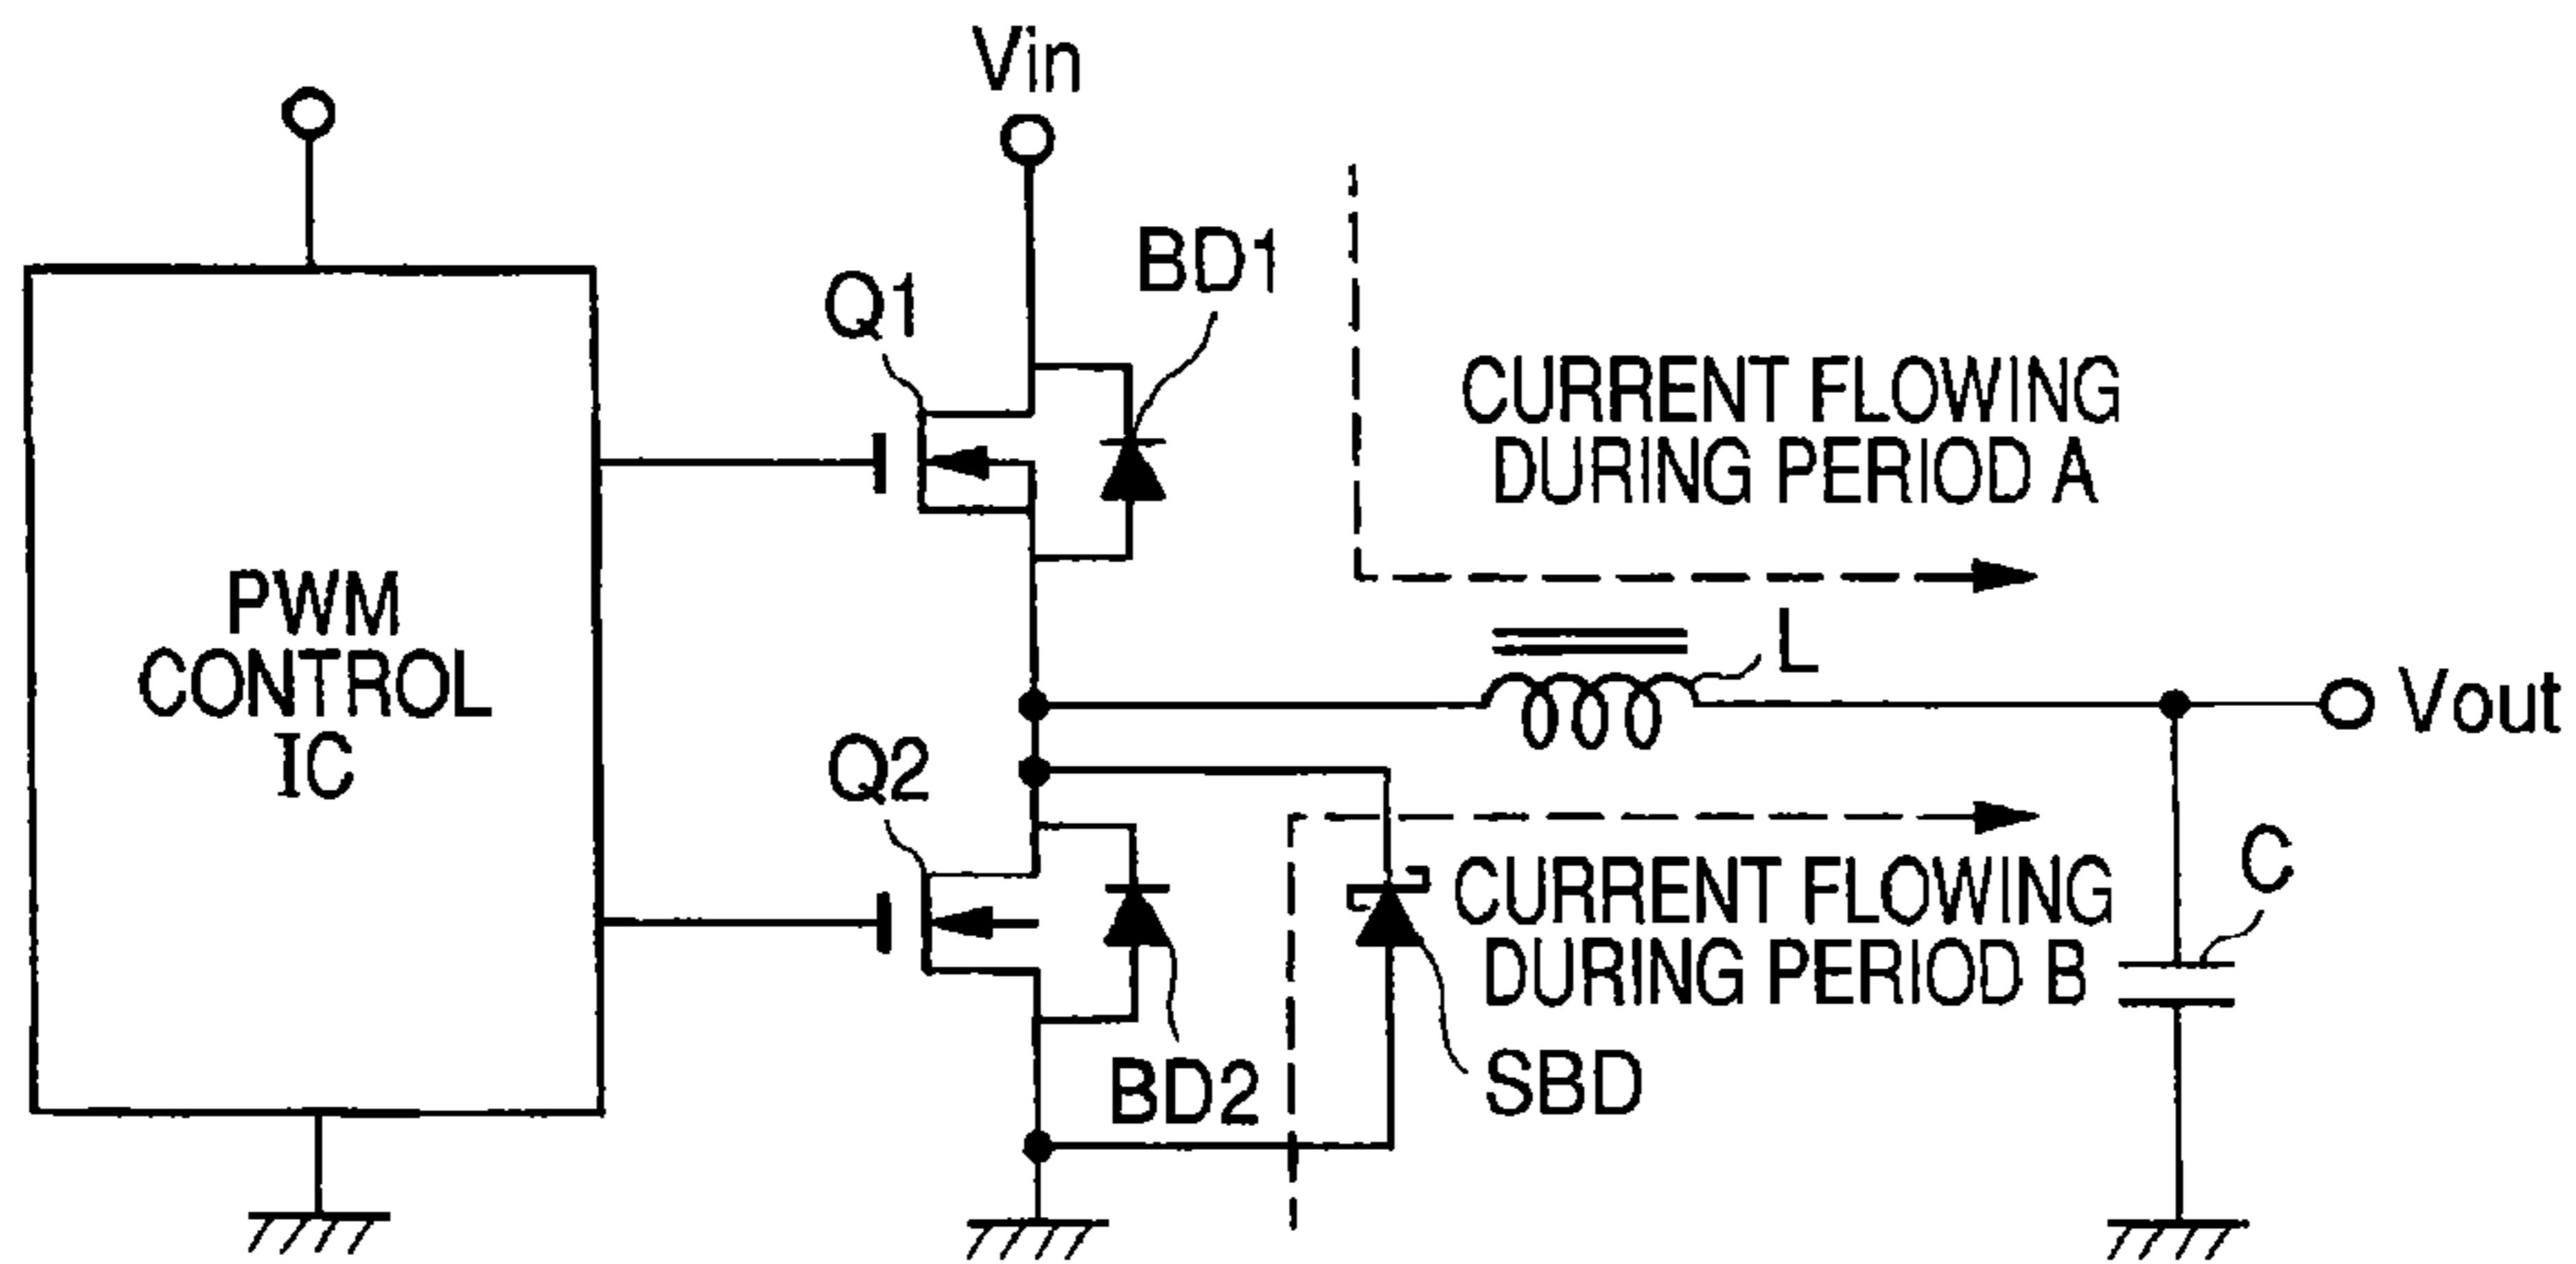 Vin
BD1
Q1
CURRENT FLOWING
DURING PERIOD A
PWM
CONTROL
IC
L
Vout
Q2
C
CURRENT FLOWING
DURING PERIOD B
BD2
SBD